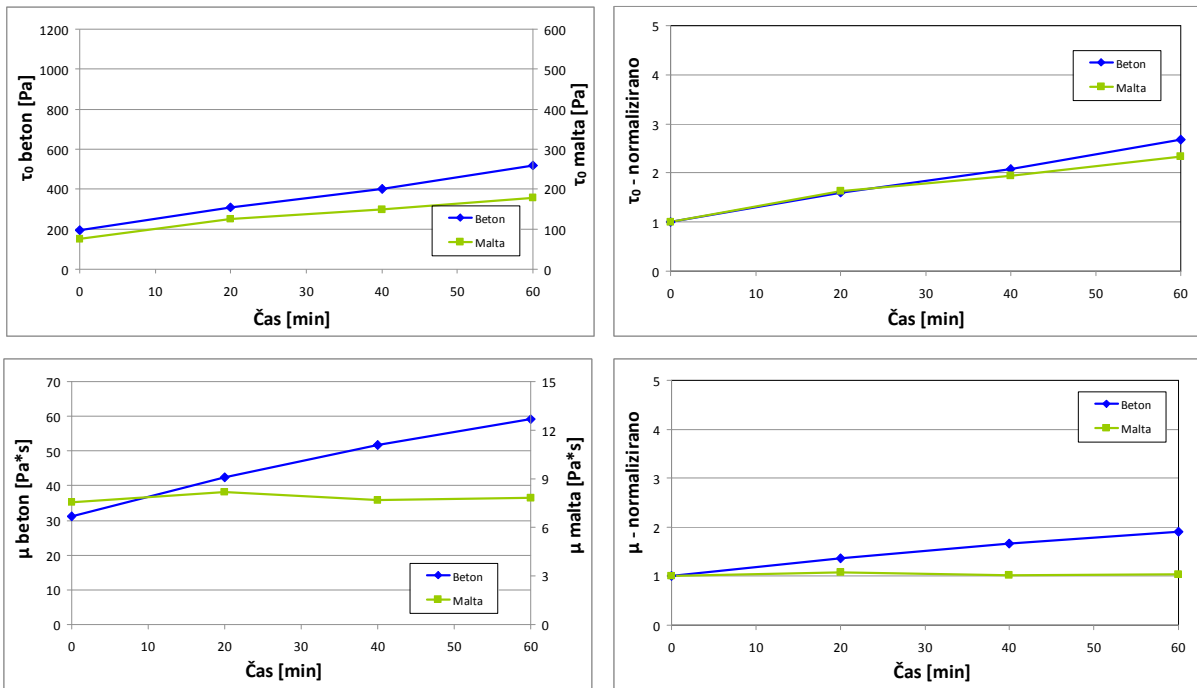 1200
1000
800
600
400
200
0
600
500
400
300
200
100
0
τ₀ beton [Pa]
τ₀ malta [Pa]
Beton
Malta
0 10 20 30 40 50 60
Čas [min]
5
4
3
2
1
0
τ₀ - normalizirano
Beton
Malta
0 10 20 30 40 50 60
Čas [min]
70
60
50
40
30
20
10
0
15
12
9
6
3
0
μ beton [Pa*s]
μ malta [Pa*s]
Beton
Malta
0 10 20 30 40 50 60
Čas [min]
5
4
3
2
1
0
μ - normalizirano
Beton
Malta
0 10 20 30 40 50 60
Čas [min]